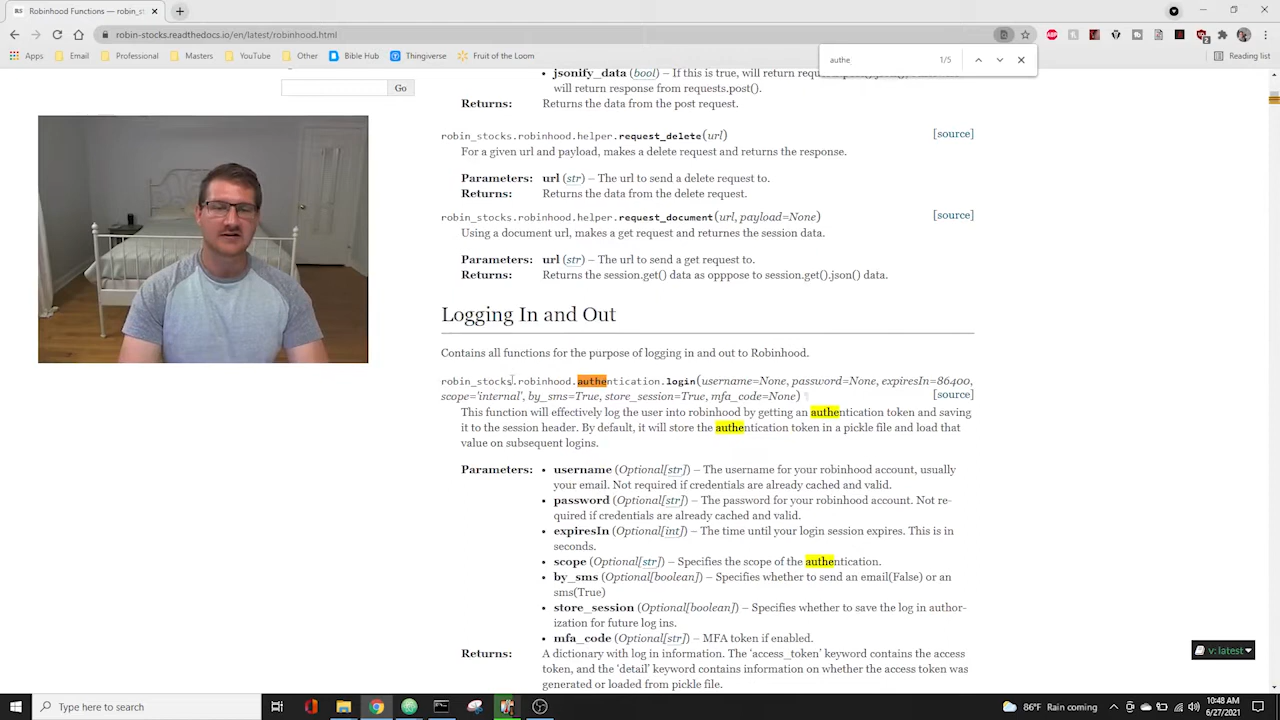 RS Robinhood Functions — robin_s
robin-stocks.readthedocs.io/en/latest/robinhood.html
Apps Email Professional Masters YouTube Other Bible Hub Thingiverse Fruit of the Loom Reading list
authe 1/5
Go
jsonify_data (bool) – If this is true, will return
will return response from requests.post().
Returns: Returns the data from the post request.
robin_stocks.robinhood.helper.request_delete(url) [source]
For a given url and payload, makes a delete request and returns the response.
Parameters: url (str) – The url to send a delete request to.
Returns: Returns the data from the delete request.
robin_stocks.robinhood.helper.request_document(url, payload=None) [source]
Using a document url, makes a get request and returnes the session data.
Parameters: url (str) – The url to send a get request to.
Returns: Returns the session.get() data as opppose to session.get().json() data.
Logging In and Out
Contains all functions for the purpose of logging in and out to Robinhood.
robin_stocks.robinhood.authentication.login(username=None, password=None, expiresIn=86400,
scope='internal', by_sms=True, store_session=True, mfa_code=None) ¶ [source]
This function will effectively log the user into robinhood by getting an authentication token and saving
it to the session header. By default, it will store the authentication token in a pickle file and load that
value on subsequent logins.
Parameters: • username (Optional[str]) – The username for your robinhood account, usually
your email. Not required if credentials are already cached and valid.
• password (Optional[str]) – The password for your robinhood account. Not re-
quired if credentials are already cached and valid.
• expiresIn (Optional[int]) – The time until your login session expires. This is in
seconds.
• scope (Optional[str]) – Specifies the scope of the authentication.
• by_sms (Optional[boolean]) – Specifies whether to send an email(False) or an
sms(True)
• store_session (Optional[boolean]) – Specifies whether to save the log in author-
ization for future log ins.
• mfa_code (Optional[str]) – MFA token if enabled.
Returns: A dictionary with log in information. The 'access_token' keyword contains the access
token, and the 'detail' keyword contains information on whether the access token was
generated or loaded from pickle file.
v: latest
Type here to search
86°F Rain coming
10:48 AM
6/27/2021